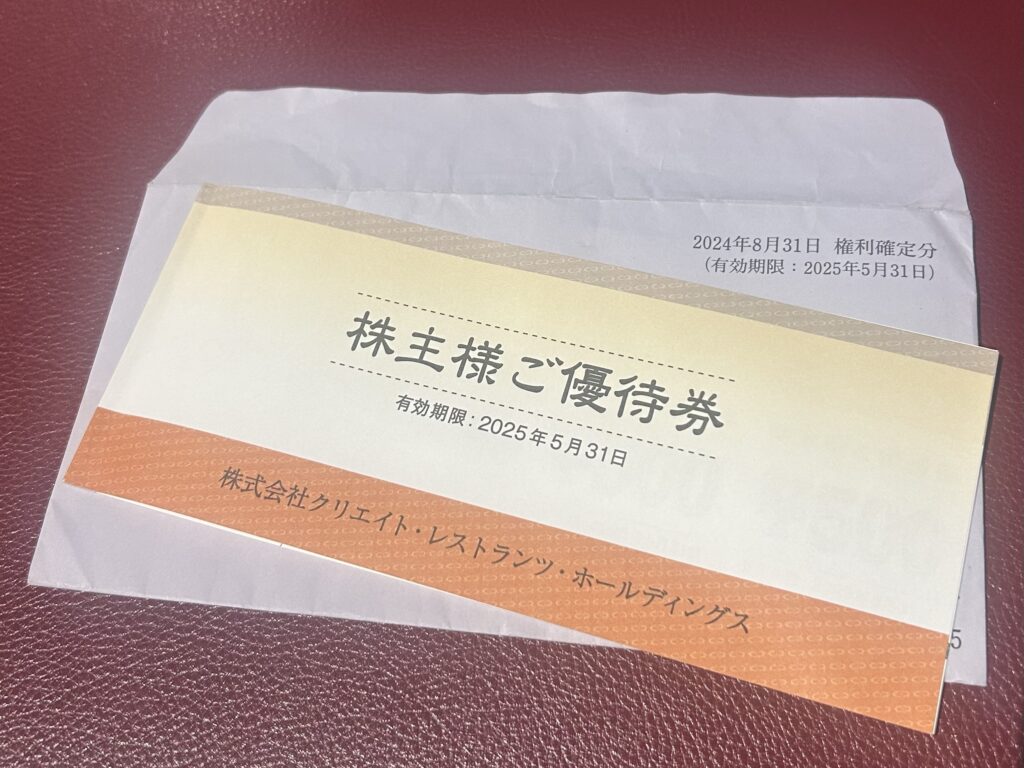 2024年8月31日 権利確定分
(有効期限：2025年5月31日)
株主様ご優待券
有効期限：2025年5月31日
株式会社クリエイト・レストランツ・ホールディングス
5